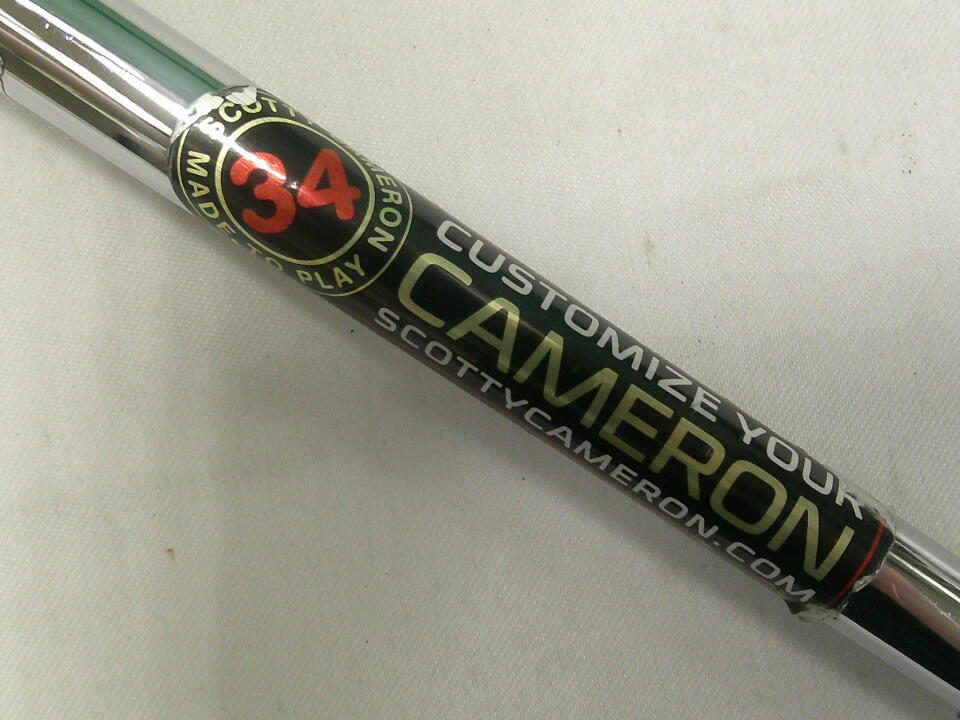 SCOTTY CAMERON
34
MADE TO PLAY
CUSTOMIZE YOUR
CAMERON
SCOTTYCAMERON.COM